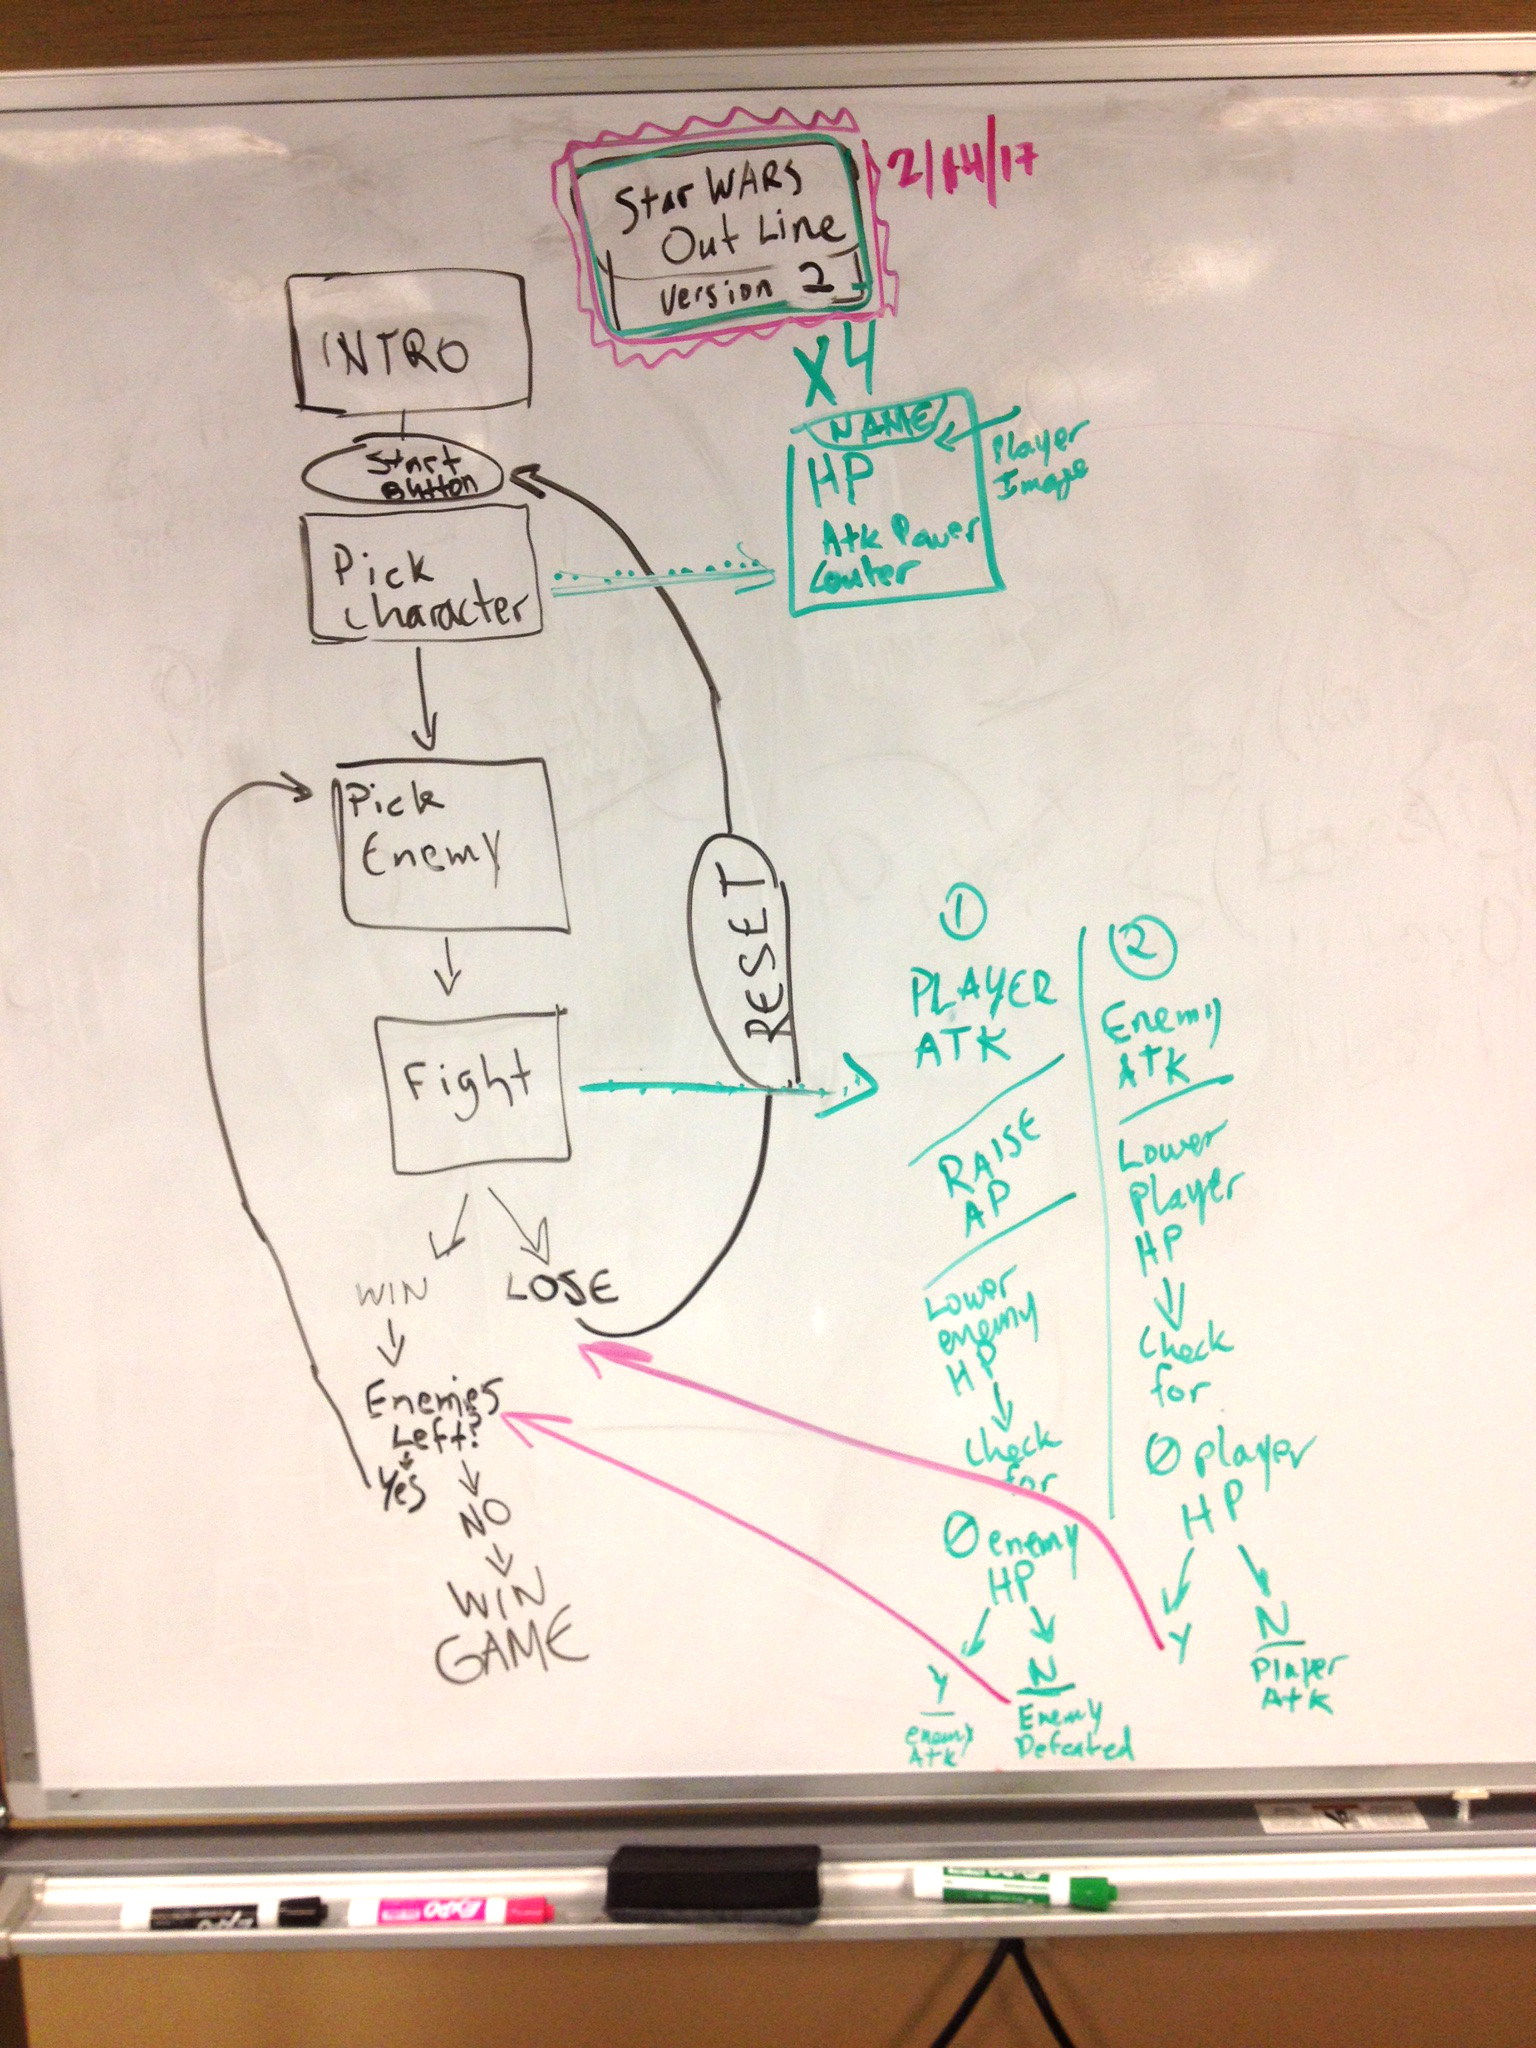 Star WARS
Out Line
Version 2
2/14/17
INTRO
Start
Button
Pick
Character
X4
NAME
HP
Atk Power
Counter
Player
Image
Pick
Enemy
Fight
RESET
WIN
LOSE
Enemies
Left?
Yes
NO
WIN
GAME
1
PLAYER
ATK
RAISE
AP
Lower
enemy
HP
Check
for
0 enemy
HP
Y
enemy
Atk
N
Enemy
Defeated
2
Enemy
ATK
Lower
Player
HP
Check
for
0 player
HP
Y
N
Player
Atk
EXPO
EXPO